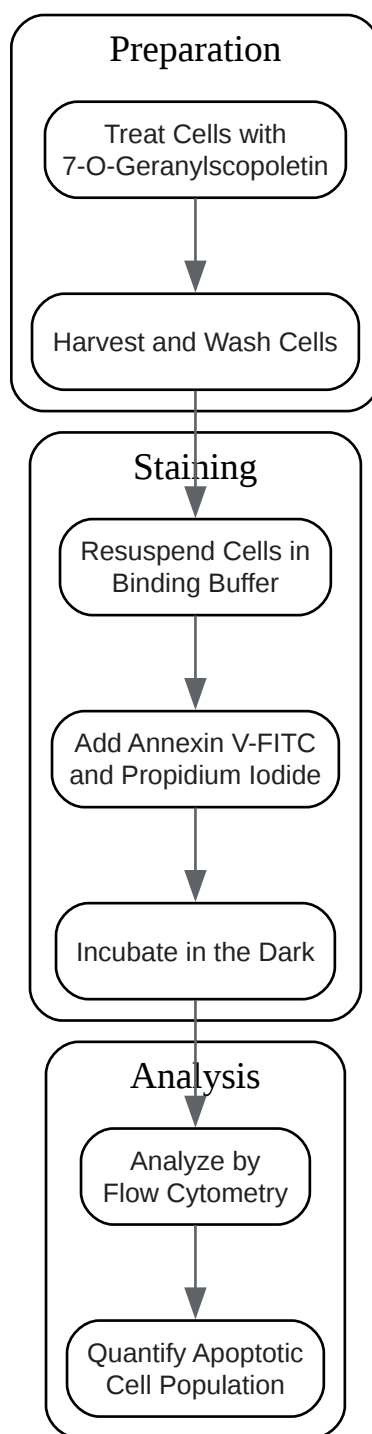 Preparation
Treat Cells with
7-O-Geranylscopoletin
Harvest and Wash Cells
Staining
Resuspend Cells in
Binding Buffer
Add Annexin V-FITC
and Propidium Iodide
Incubate in the Dark
Analysis
Analyze by
Flow Cytometry
Quantify Apoptotic
Cell Population